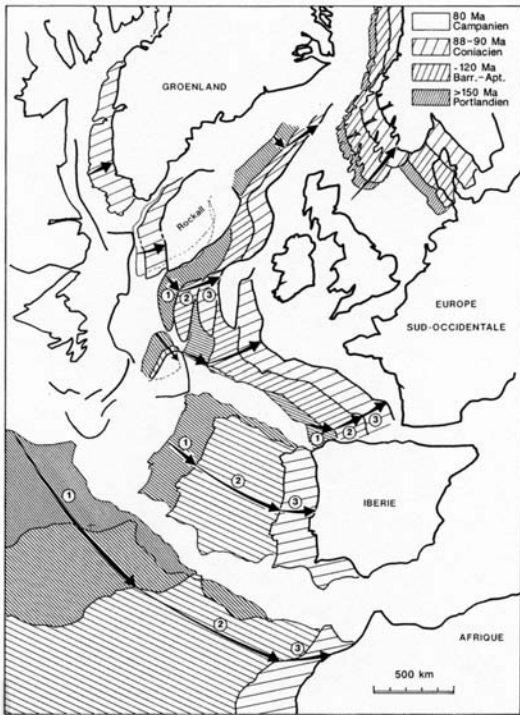 80 Ma
Campanien
88-90 Ma
Coniacien
-120 Ma
Barr.-Apt.
>150 Ma
Portlandien
GROENLAND
Rockall
1
2
3
EUROPE
SUD-OCCIDENTALE
1
2
3
1
2
3
IBERIE
1
2
3
AFRIQUE
500 km